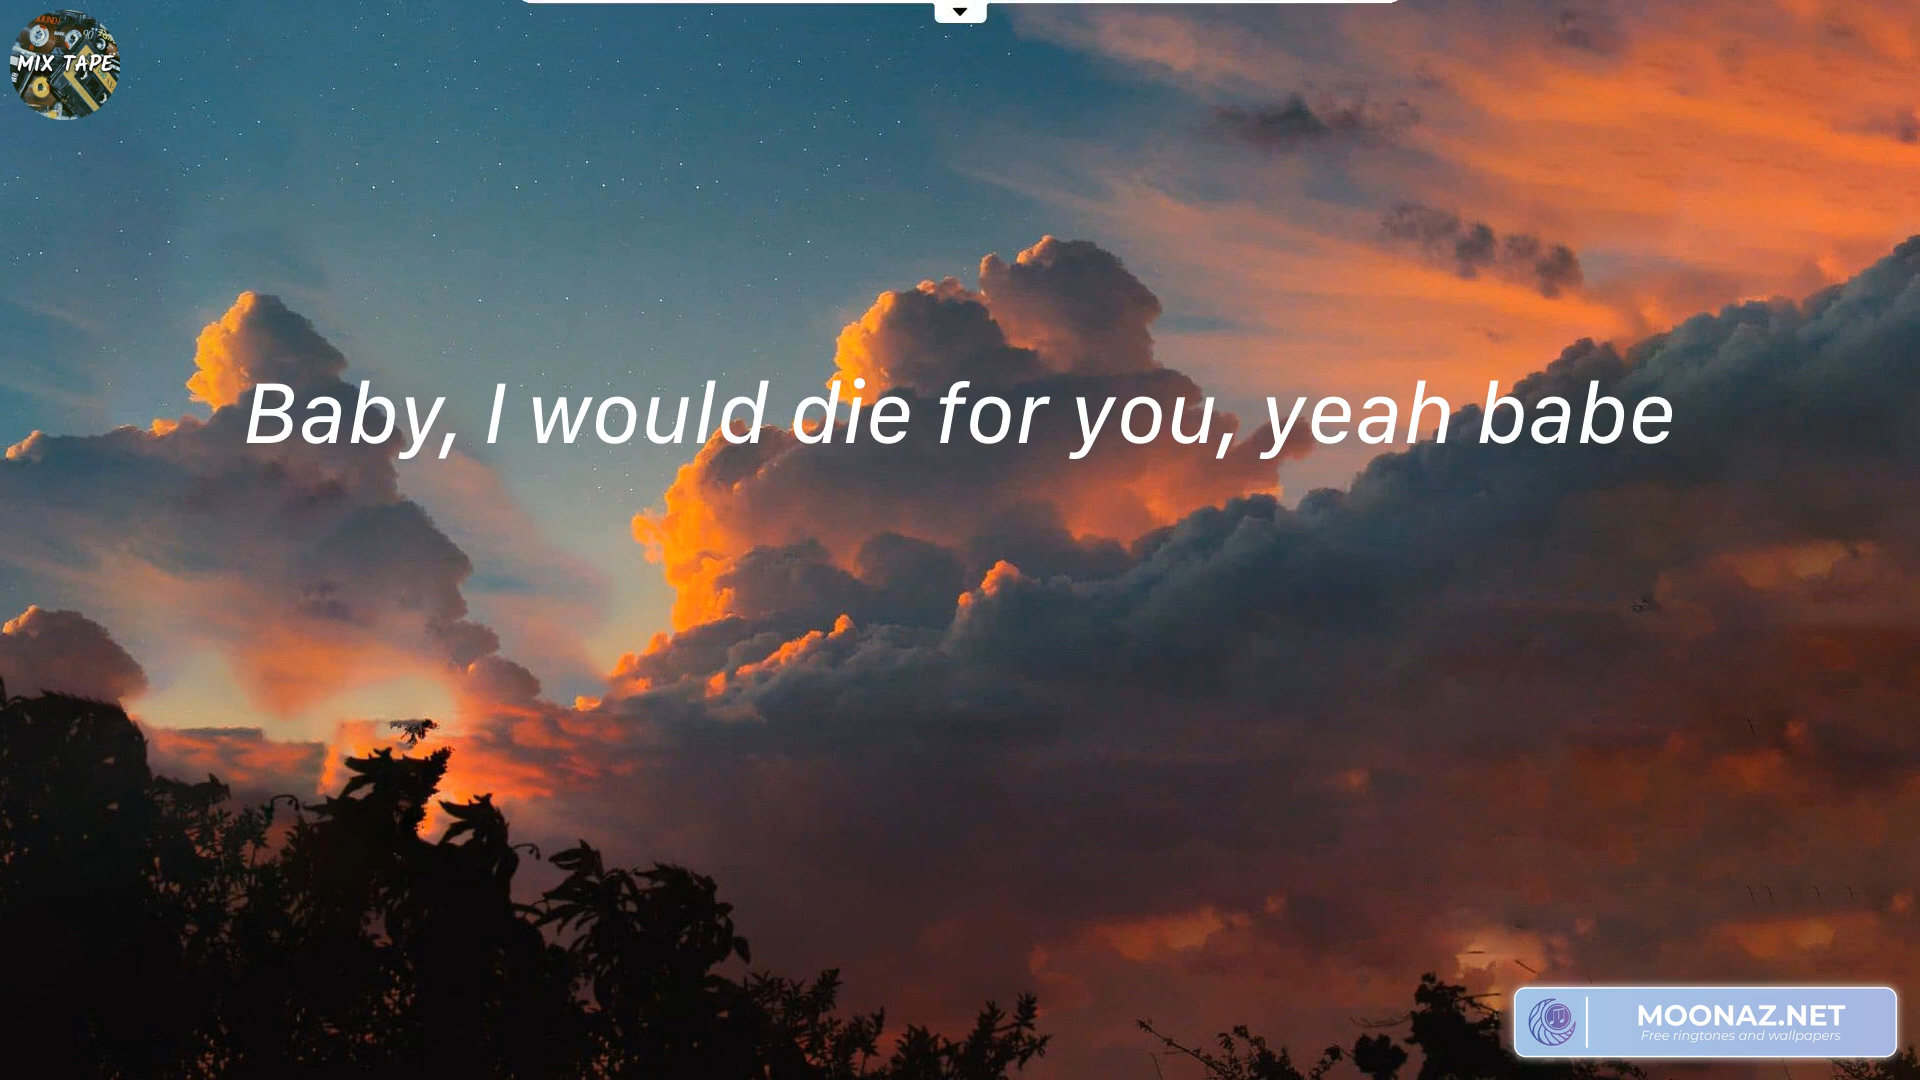 MIX TAPE
Baby, I would die for you, yeah babe
MOONAZ.NET
Free ringtones and wallpapers